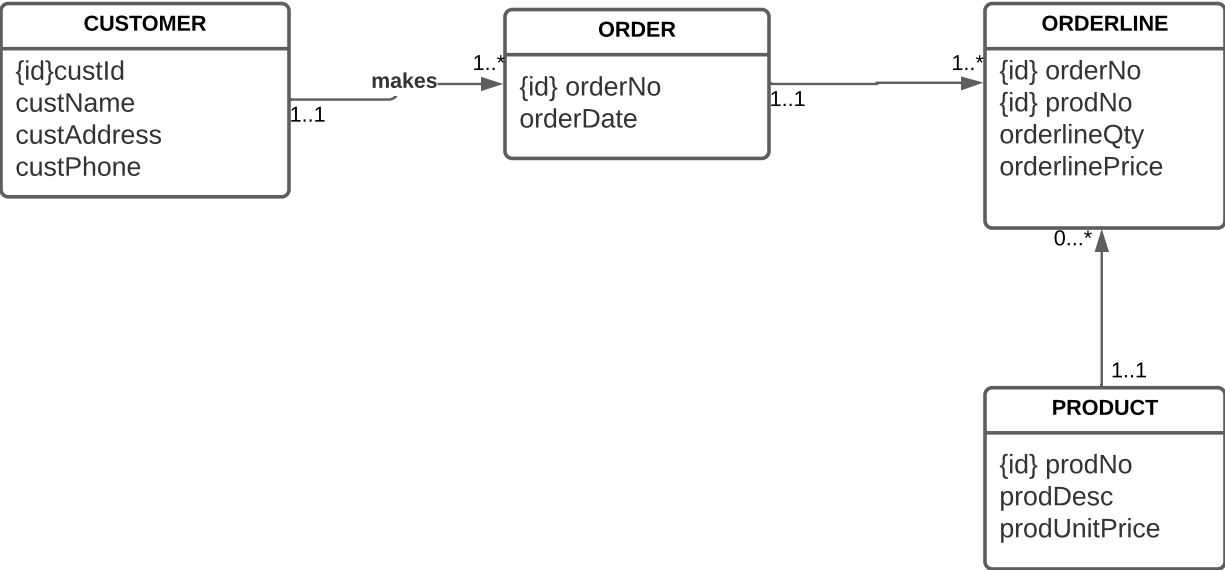 CUSTOMER
{id}custId
custName
custAddress
custPhone
1..1
makes
1..*
ORDER
{id} orderNo
orderDate
1..1
1..*
ORDERLINE
{id} orderNo
{id} prodNo
orderlineQty
orderlinePrice
0...*
1..1
PRODUCT
{id} prodNo
prodDesc
prodUnitPrice